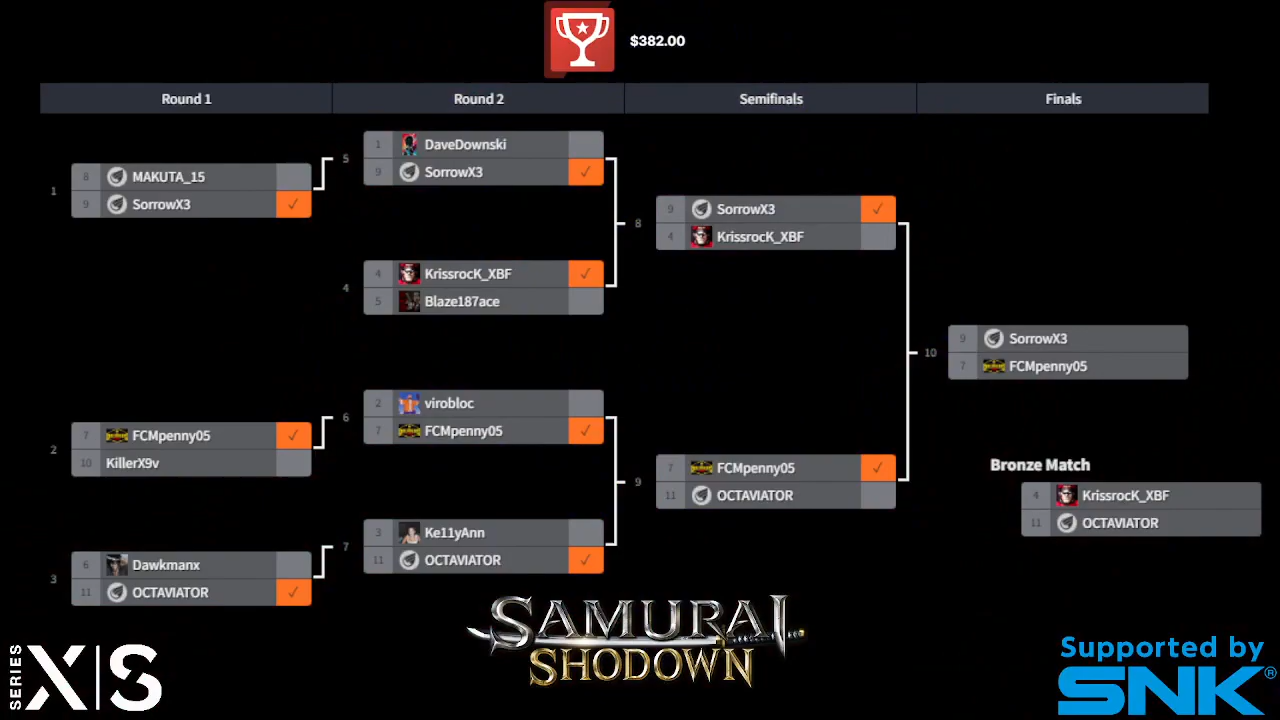 $382.00
Round 1
Round 2
Semifinals
Finals
1
8 MAKUTA_15
9 SorrowX3 ✓
2
7 FCMpenny05 ✓
10 KillerX9v
3
6 Dawkmanx
11 OCTAVIATOR ✓
5
1 DaveDownski
9 SorrowX3 ✓
4
4 KrissrocK_XBF ✓
5 Blaze187ace
6
2 virobloc
7 FCMpenny05 ✓
7
3 Ke11yAnn
11 OCTAVIATOR ✓
8
9 SorrowX3 ✓
4 KrissrocK_XBF
9
7 FCMpenny05 ✓
11 OCTAVIATOR
10
9 SorrowX3
7 FCMpenny05
Bronze Match
4 KrissrocK_XBF
11 OCTAVIATOR
SERIES X|S
SAMURAI
SHODOWN
Supported by
SNK®